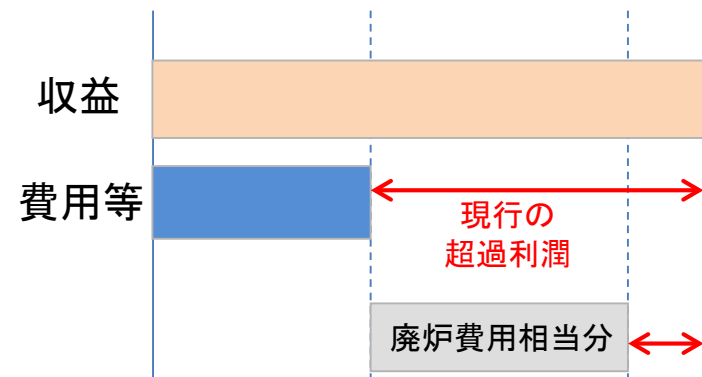 収益
費用等
現行の
超過利潤
廃炉費用相当分